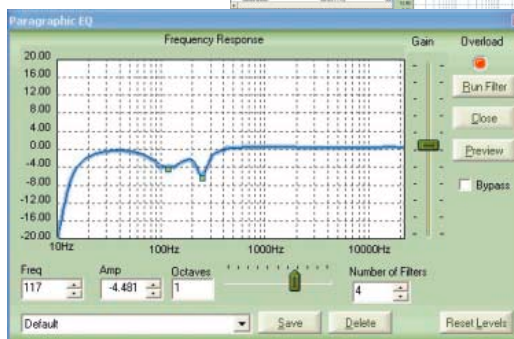 Paragraphic EQ
Frequency Response
Gain
Overload
20.00
16.00
12.00
8.00
4.00
0.00
-4.00
-8.00
-12.00
-16.00
-20.00
10Hz 100Hz 1000Hz 10000Hz
Run Filter
Close
Preview
Bypass
Freq Amp Octaves Number of Filters
117 -4.481 1 4
Default Save Delete Reset Levels